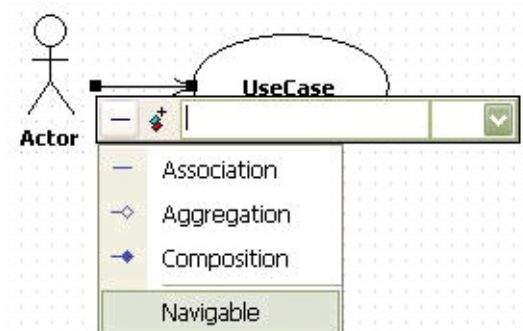 UseCase
Actor
Association
Aggregation
Composition
Navigable